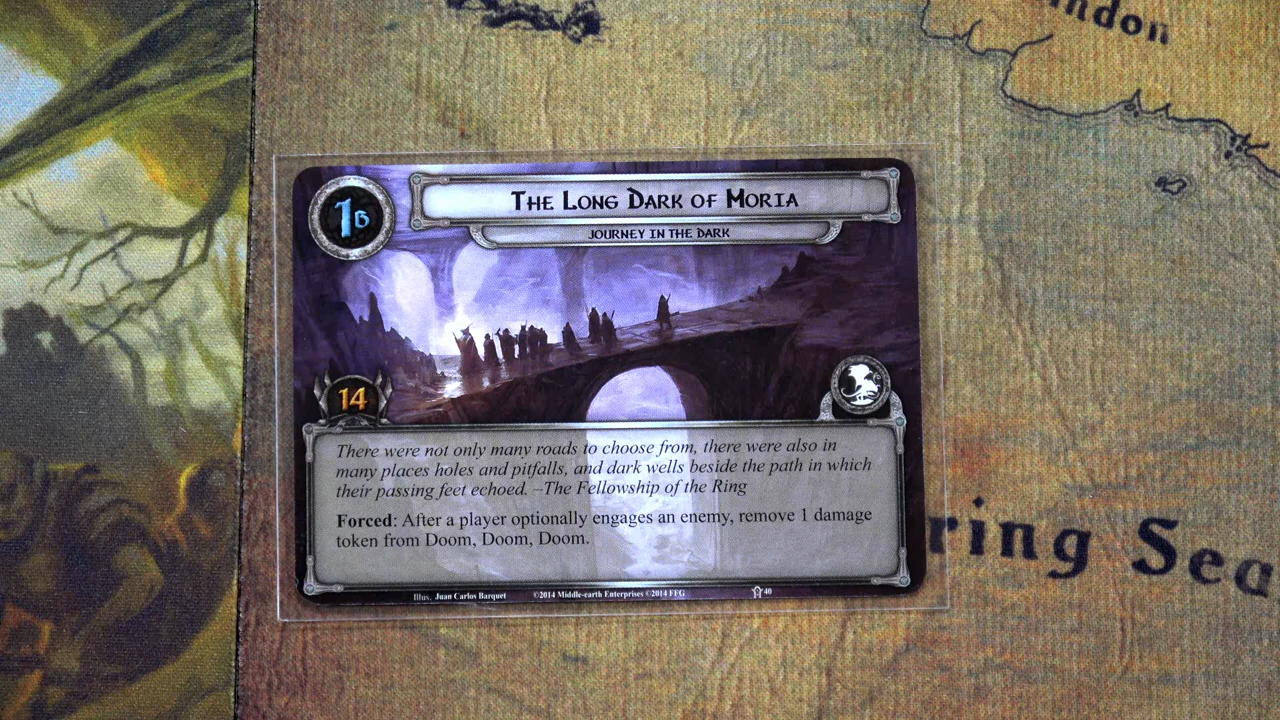 ndon
1B
The Long Dark of Moria
Journey in the Dark
14
There were not only many roads to choose from, there were also in
many places holes and pitfalls, and dark wells beside the path in which
their passing feet echoed. –The Fellowship of the Ring
Forced: After a player optionally engages an enemy, remove 1 damage
token from Doom, Doom, Doom.
ring Sea
Illus. Juan Carlos Barquet ©2014 Middle-earth Enterprises ©2014 FFG 40